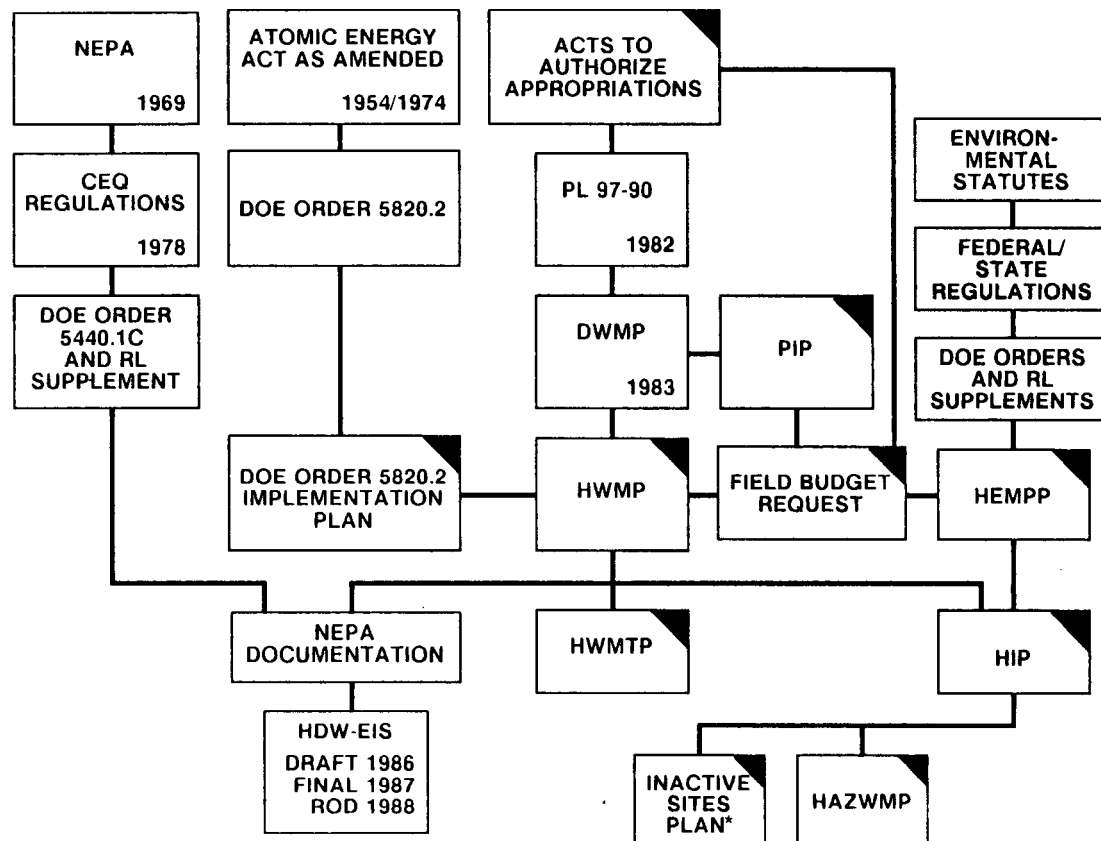 NEPA
1969
ATOMIC ENERGY
ACT AS AMENDED
1954/1974
ACTS TO
AUTHORIZE
APPROPRIATIONS
ENVIRON-
MENTAL
STATUTES
CEQ
REGULATIONS
1978
DOE ORDER 5820.2
PL 97-90
1982
FEDERAL/
STATE
REGULATIONS
DOE ORDER
5440.1C
AND RL
SUPPLEMENT
DWMP
1983
PIP
DOE ORDERS
AND RL
SUPPLEMENTS
DOE ORDER 5820.2
IMPLEMENTATION
PLAN
HWMP
FIELD BUDGET
REQUEST
HEMPP
NEPA
DOCUMENTATION
HWMTP
HIP
HDW-EIS
DRAFT 1986
FINAL 1987
ROD 1988
INACTIVE
SITES
PLAN*
HAZWMP